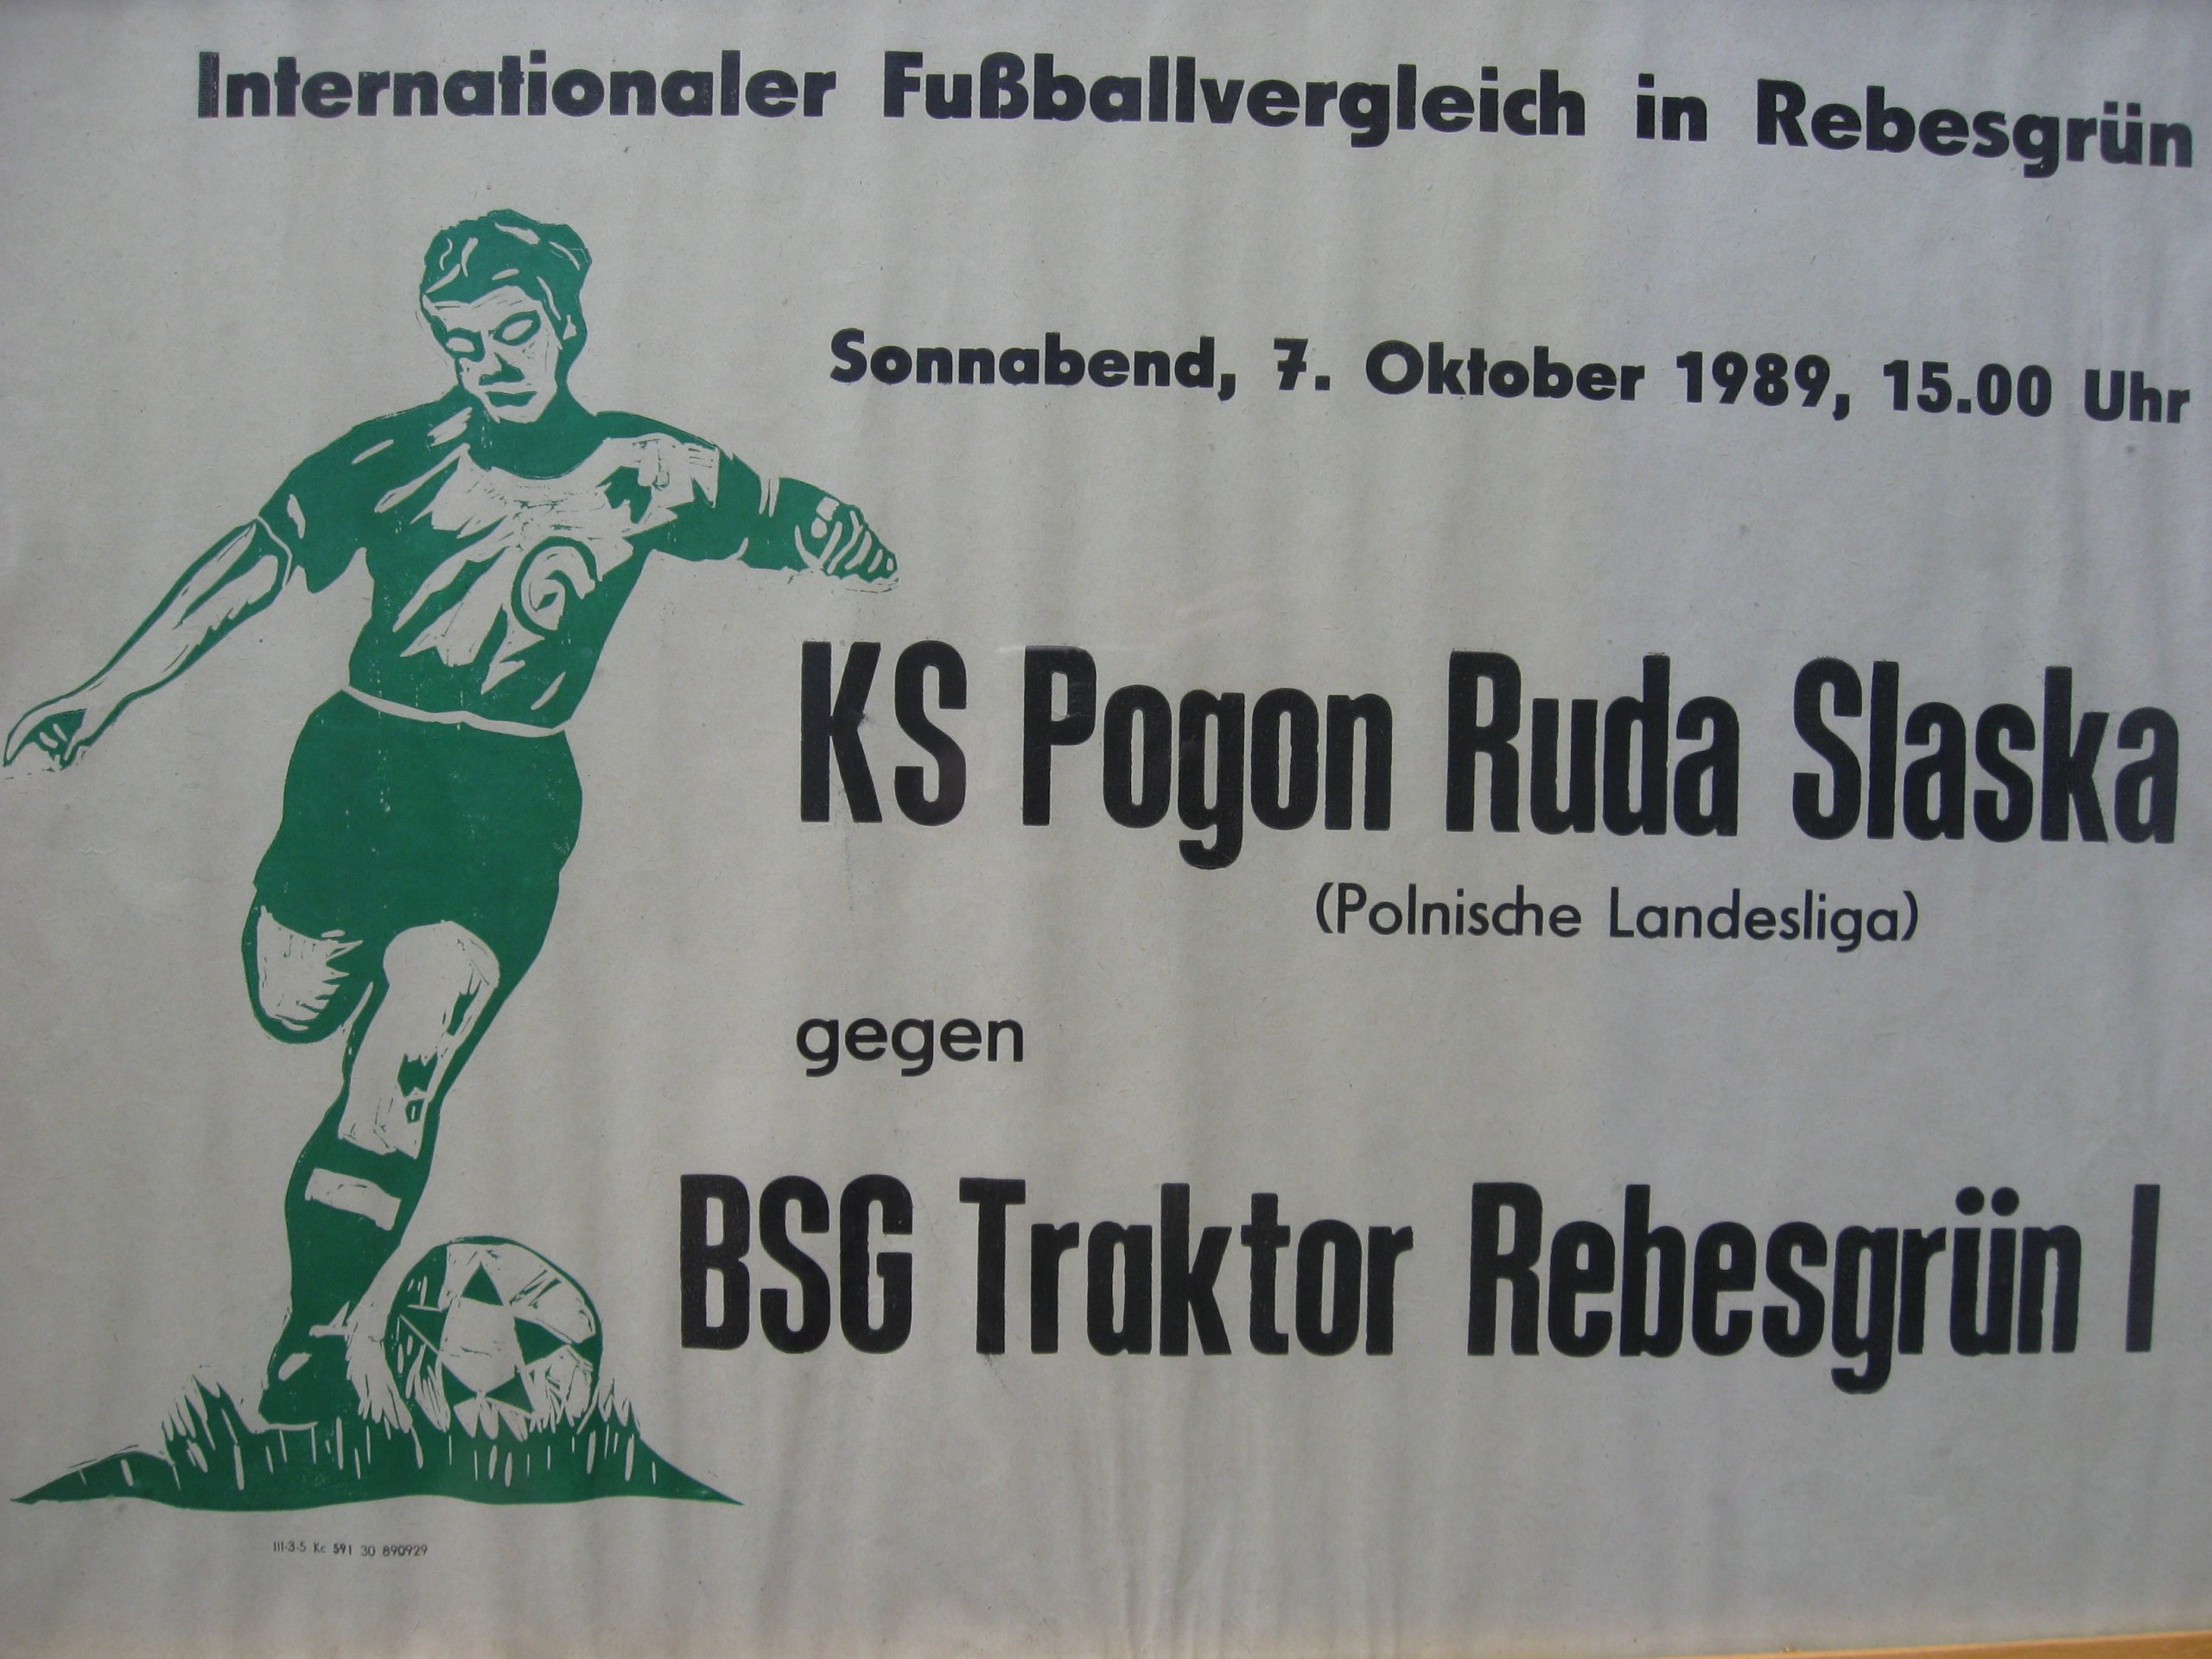 Internationaler Fußballvergleich in Rebesgrün
Sonnabend, 7. Oktober 1989, 15.00 Uhr
KS Pogon Ruda Slaska
(Polnische Landesliga)
gegen
BSG Traktor Rebesgrün I
III-3-5 Kc 591 30 890929